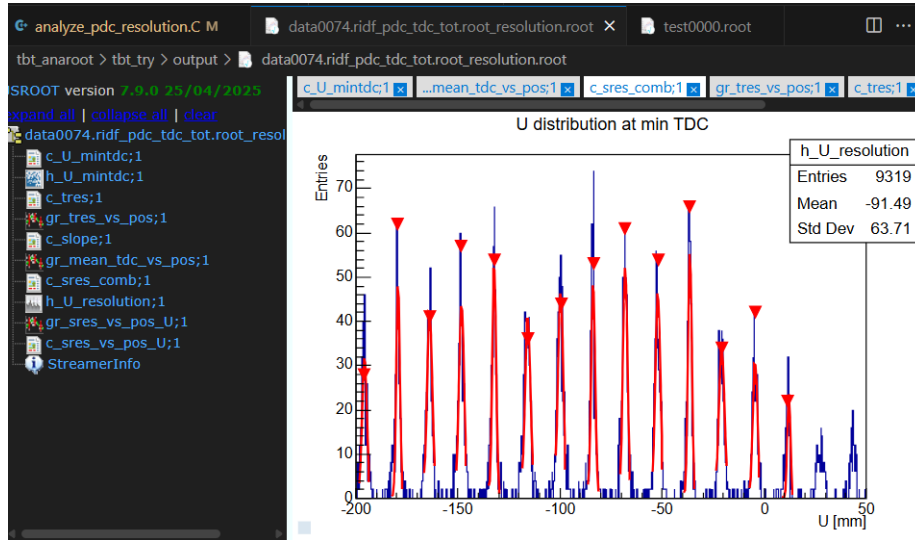 analyze_pdc_resolution.C M
data0074.ridf_pdc_tdc_tot.root_resolution.root
test0000.root
tbt_anaroot > tbt_try > output > data0074.ridf_pdc_tdc_tot.root_resolution.root
JSROOT version 7.9.0 25/04/2025
expand all | collapse all | clear
data0074.ridf_pdc_tdc_tot.root_resol
c_U_mintdc;1
h_U_mintdc;1
c_tres;1
gr_tres_vs_pos;1
c_slope;1
gr_mean_tdc_vs_pos;1
c_sres_comb;1
h_U_resolution;1
gr_sres_vs_pos_U;1
c_sres_vs_pos_U;1
StreamerInfo
c_U_mintdc;1
...mean_tdc_vs_pos;1
c_sres_comb;1
gr_tres_vs_pos;1
c_tres;1
U distribution at min TDC
h_U_resolution
Entries 9319
Mean -91.49
Std Dev 63.71
Entries
70
60
50
40
30
20
10
0
-200 -150 -100 -50 0 50
U [mm]